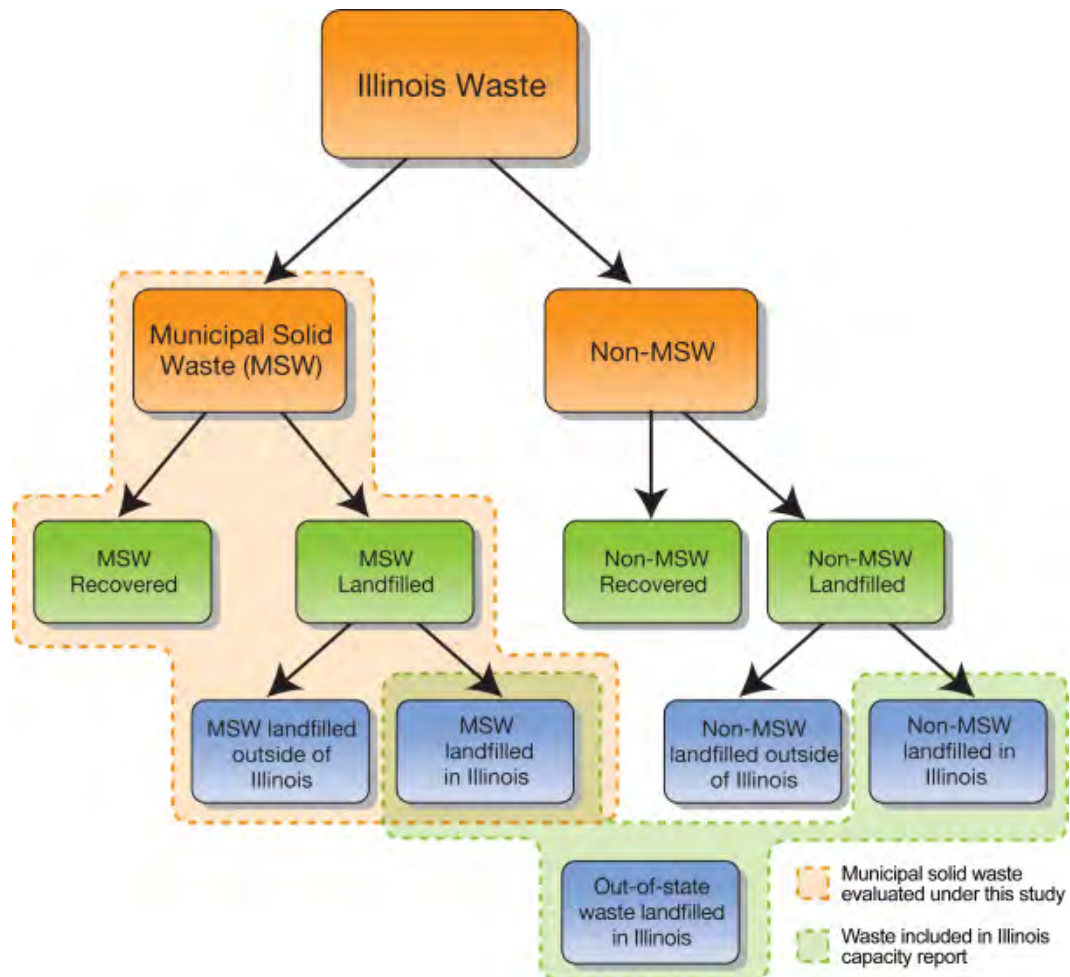 Illinois Waste
Municipal Solid
Waste (MSW)
Non-MSW
MSW
Recovered
MSW
Landfilled
Non-MSW
Recovered
Non-MSW
Landfilled
MSW landfilled
outside of
Illinois
MSW
landfilled
in Illinois
Non-MSW
landfilled outside
of Illinois
Non-MSW
landfilled in
Illinois
Out-of-state
waste landfilled
in Illinois
Municipal solid waste
evaluated under this study
Waste included in Illinois
capacity report